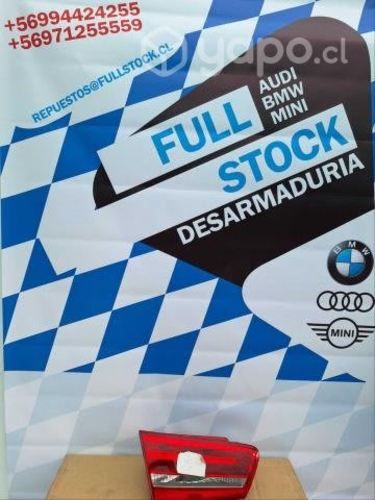 +56994424255
+56971255559
REPUESTOS@FULLSTOCK.CL
yapo.cl
AUDI
BMW
MINI
FULL
STOCK
DESARMADURIA
BMW
MINI